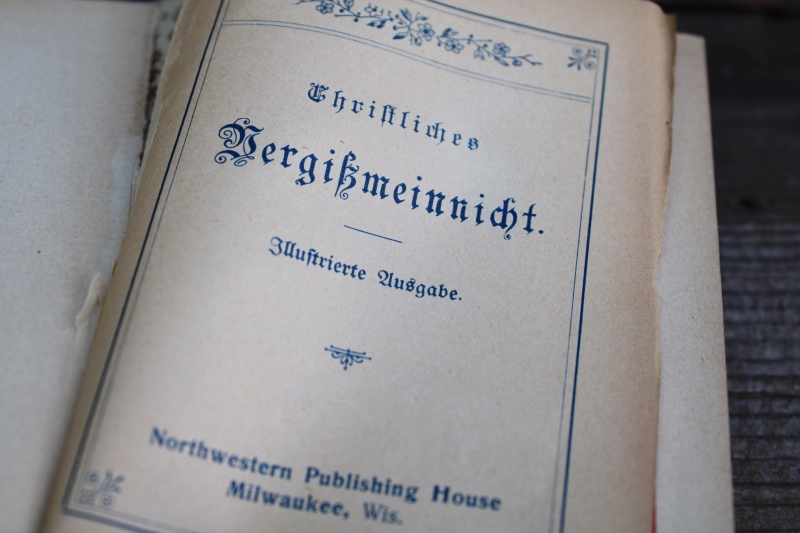 Christliches
Vergißmeinnicht.
Illustrierte Ausgabe.
Northwestern Publishing House
Milwaukee, Wis.